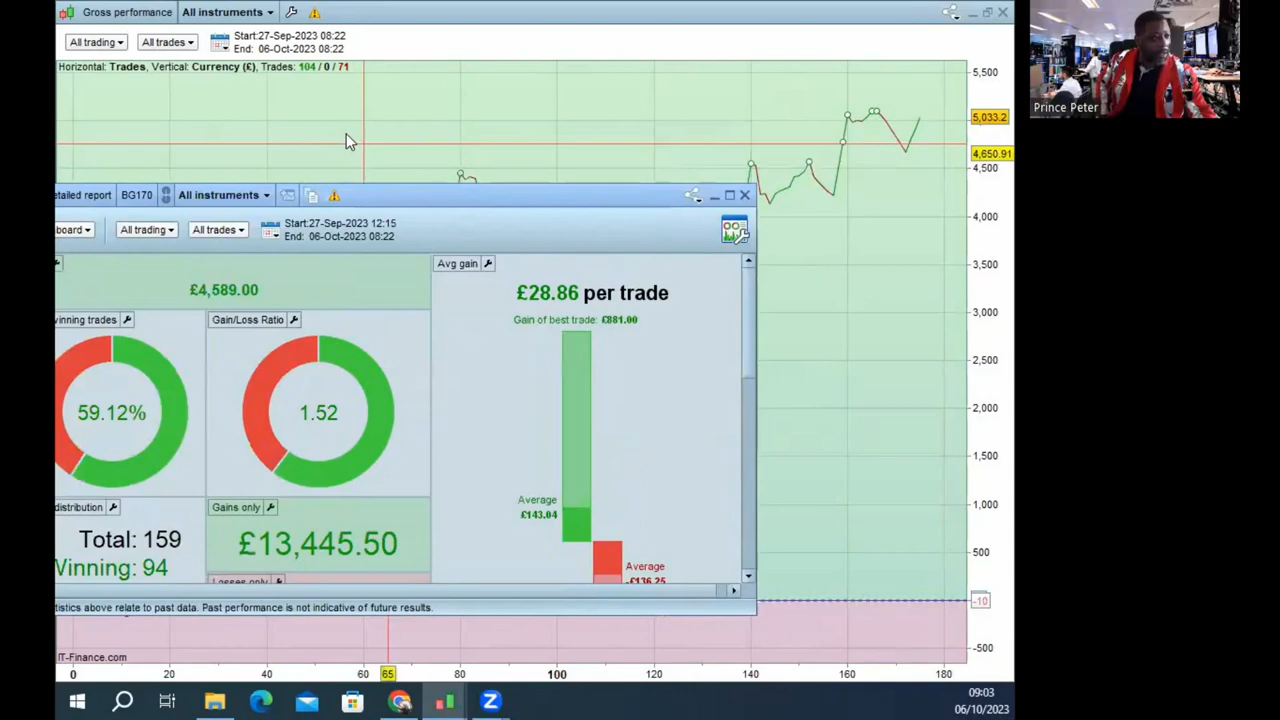 Gross performance All instruments
All trading All trades Start:27-Sep-2023 08:22
End: 06-Oct-2023 08:22
Horizontal: Trades, Vertical: Currency (£), Trades: 104 / 0 / 71
5,500
5,033.2
4,650.91
4,500
4,000
3,500
3,000
2,500
2,000
1,500
1,000
500
-10
-500
etailed report BG170 All instruments
board All trading All trades Start:27-Sep-2023 12:15
End: 06-Oct-2023 08:22
£4,589.00
Avg gain
£28.86 per trade
Gain of best trade: £881.00
winning trades Gain/Loss Ratio
59.12% 1.52
Average
£143.04
distribution Gains only
Total: 159 £13,445.50
Winning: 94
Losses only
Average
-£136.25
tistics above relate to past data. Past performance is not indicative of future results.
IT-Finance.com
0 20 40 60 65 80 100 120 140 160 180
09:03
06/10/2023
Prince Peter